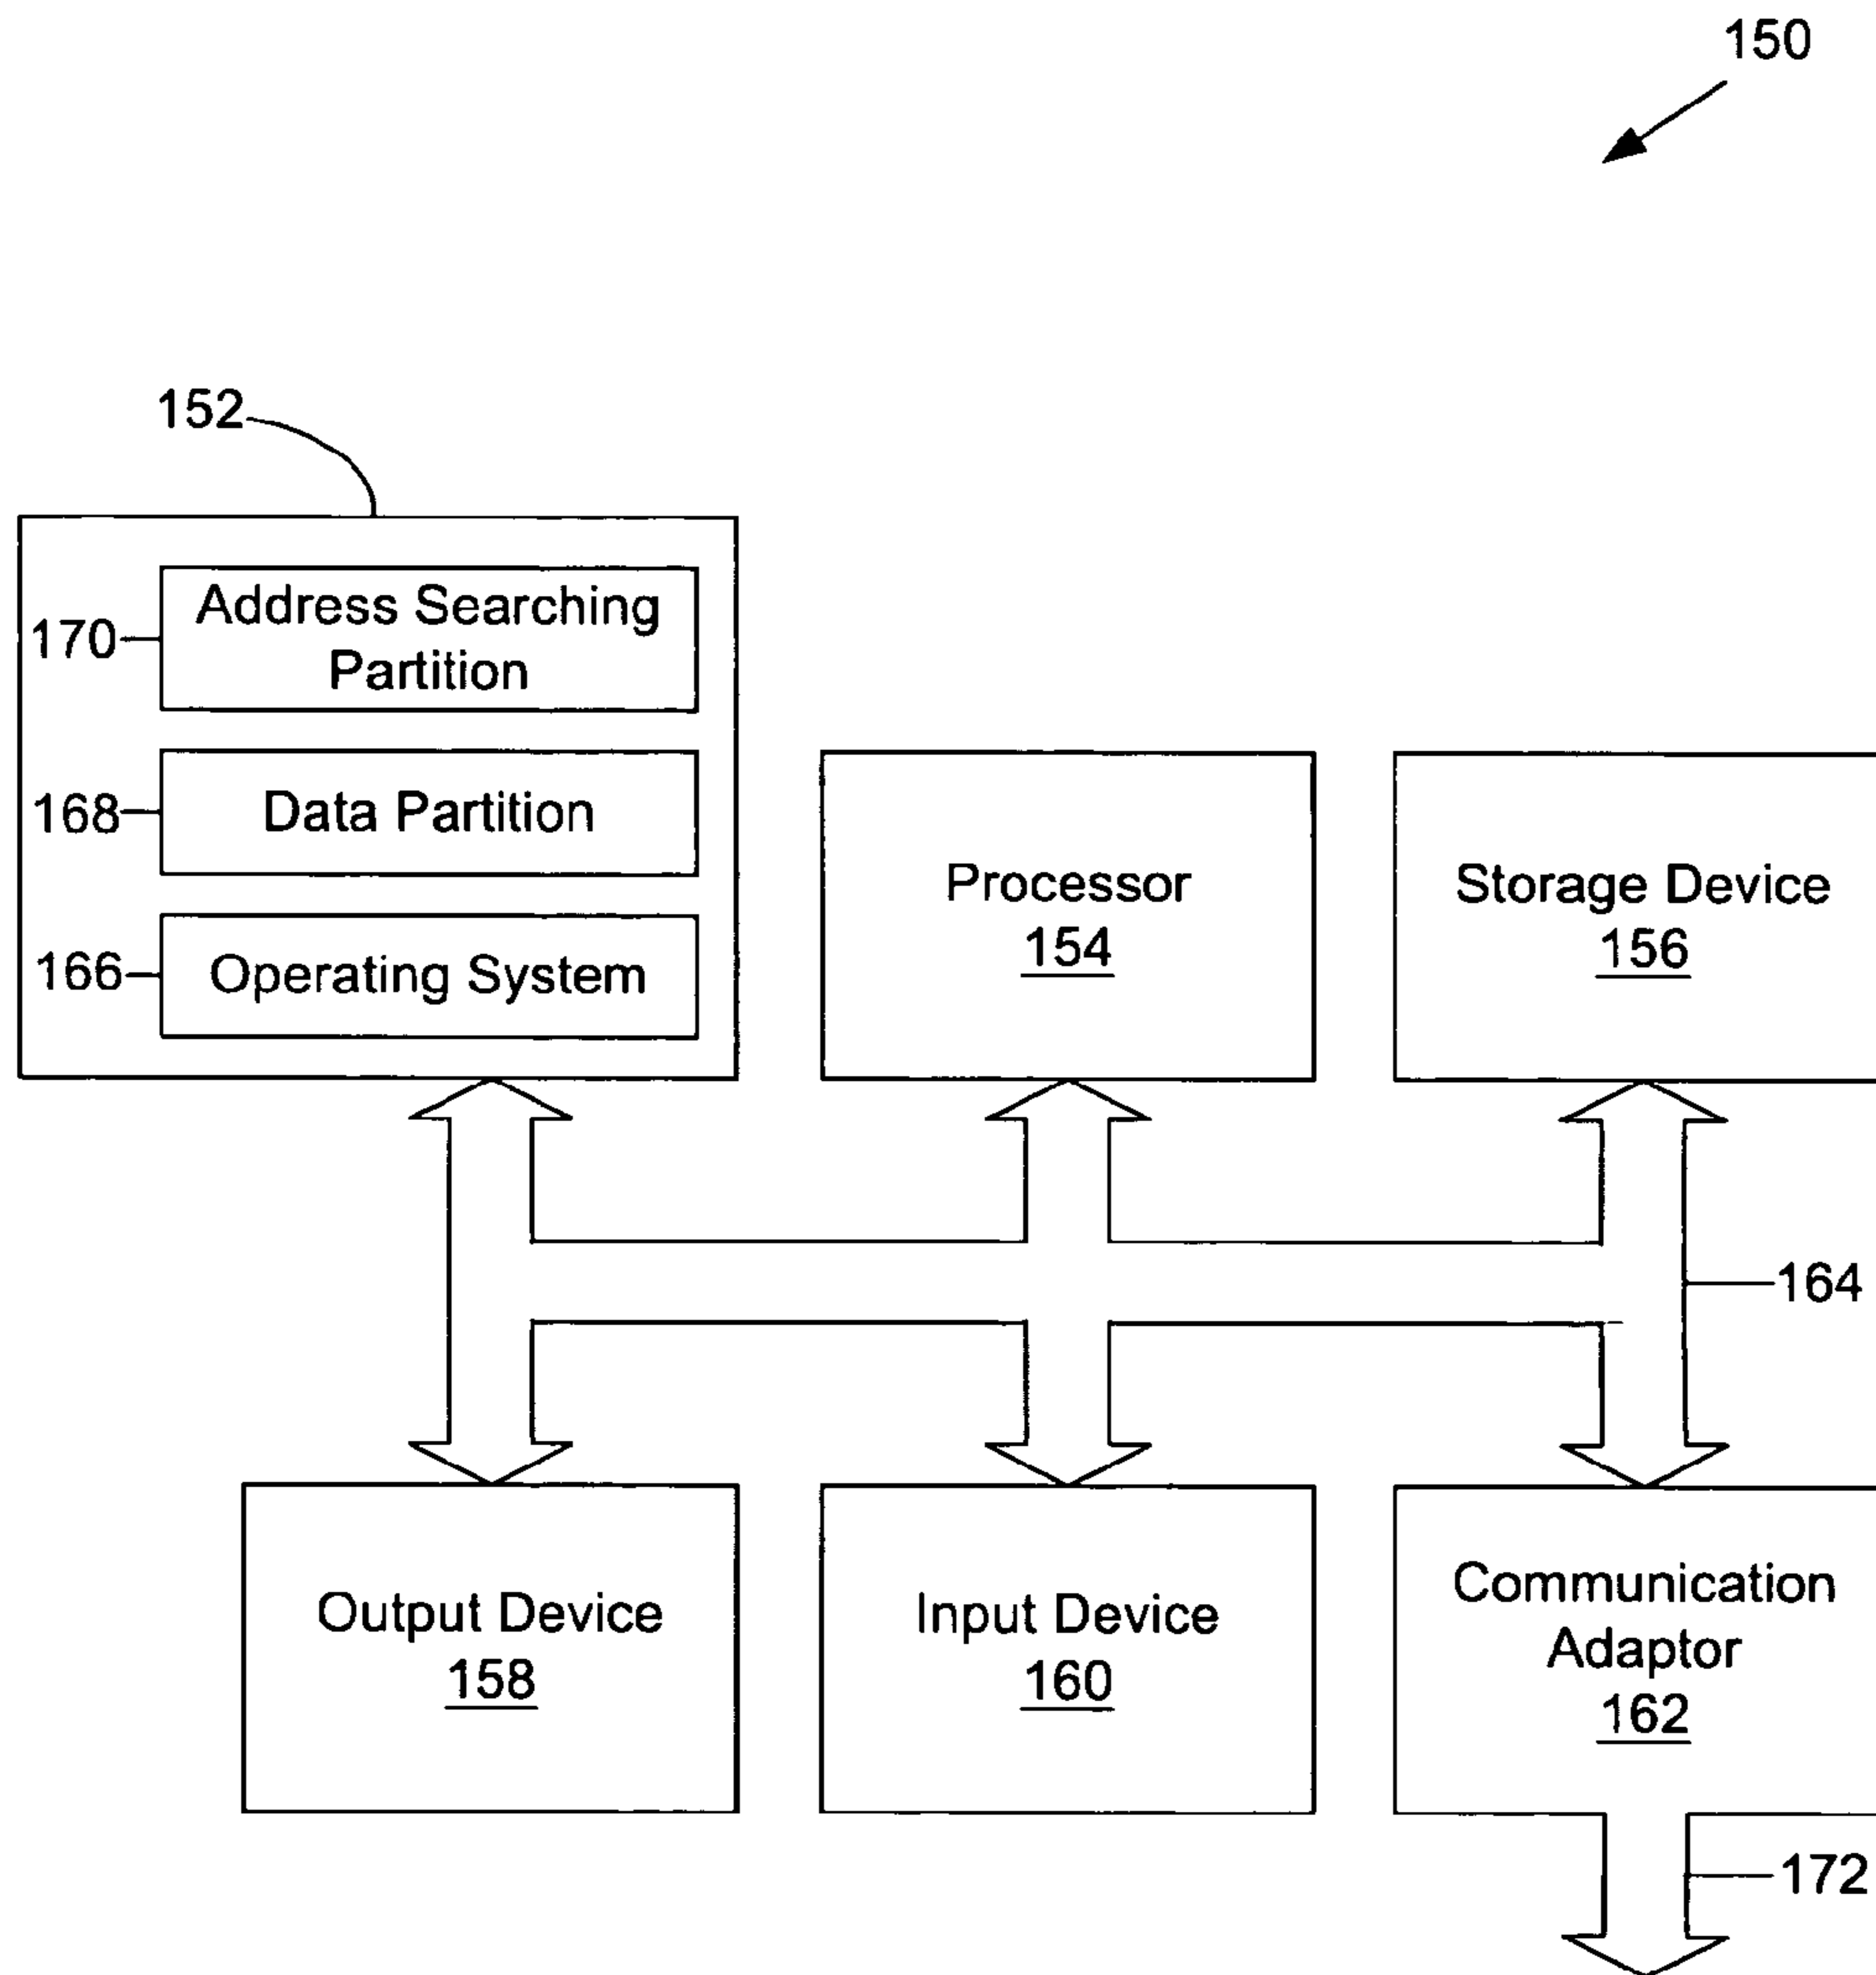 150
152
170
Address Searching
Partition
168
Data Partition
166
Operating System
Processor
154
Storage Device
156
164
Output Device
158
Input Device
160
Communication
Adaptor
162
172